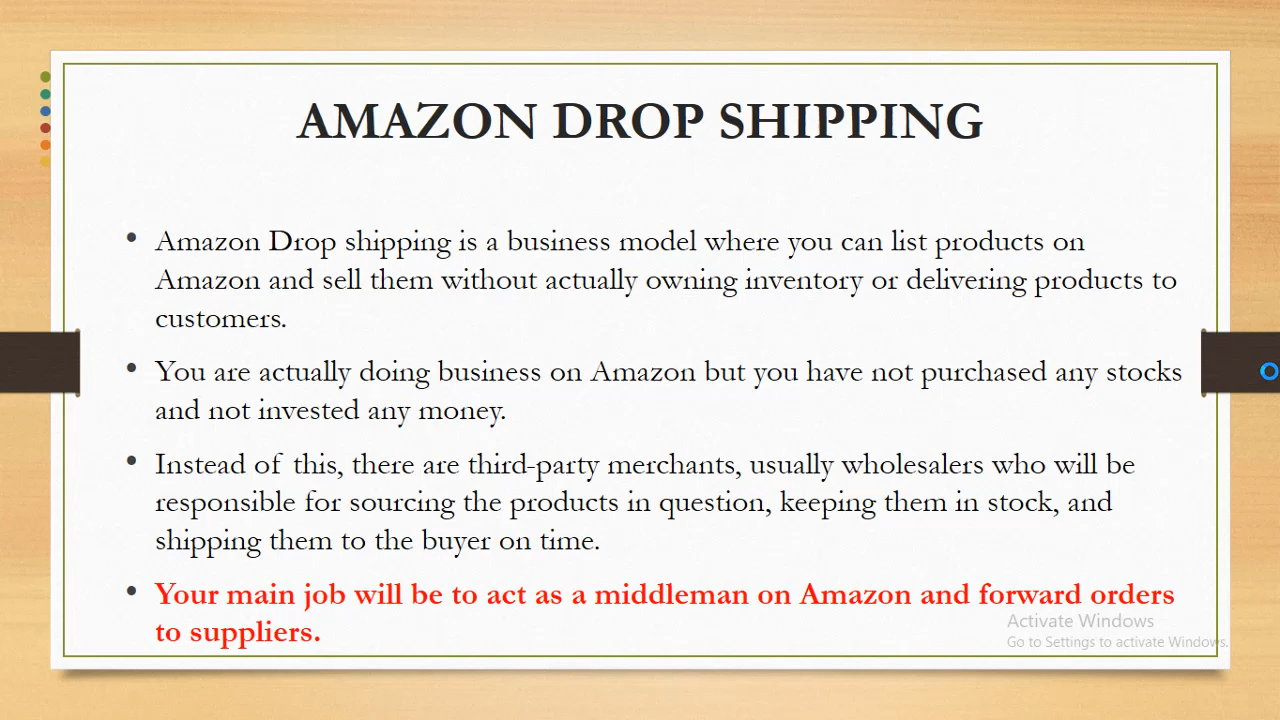 AMAZON DROP SHIPPING
• Amazon Drop shipping is a business model where you can list products on
Amazon and sell them without actually owning inventory or delivering products to
customers.
• You are actually doing business on Amazon but you have not purchased any stocks
and not invested any money.
• Instead of this, there are third-party merchants, usually wholesalers who will be
responsible for sourcing the products in question, keeping them in stock, and
shipping them to the buyer on time.
• Your main job will be to act as a middleman on Amazon and forward orders
to suppliers.
Activate Windows
Go to Settings to activate Windows.